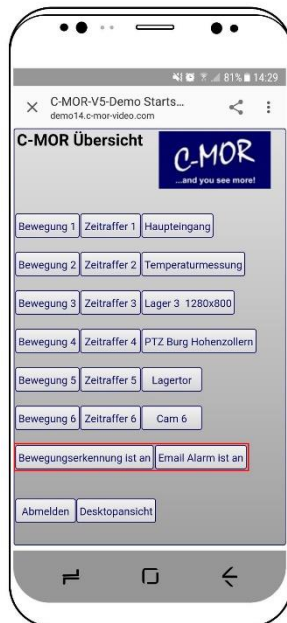 81% 14:29
C-MOR-V5-Demo Starts...
demo14.c-mor-video.com
C-MOR Übersicht
C-MOR
...and you see more!
Bewegung 1 Zeitraffer 1 Haupteingang
Bewegung 2 Zeitraffer 2 Temperaturmessung
Bewegung 3 Zeitraffer 3 Lager 3 1280x800
Bewegung 4 Zeitraffer 4 PTZ Burg Hohenzollern
Bewegung 5 Zeitraffer 5 Lagertor
Bewegung 6 Zeitraffer 6 Cam 6
Bewegungserkennung ist an Email Alarm ist an
Abmelden Desktopansicht